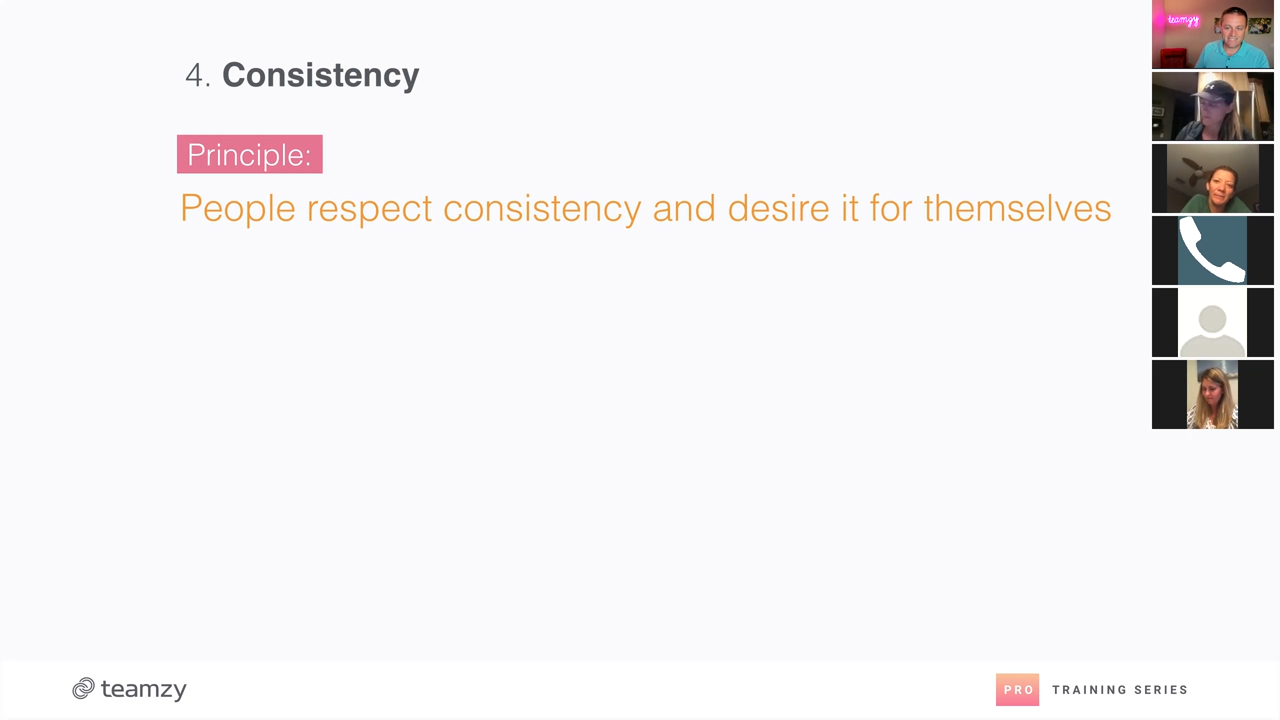 4. Consistency
Principle:
People respect consistency and desire it for themselves
teamzy
teamzy
PRO TRAINING SERIES